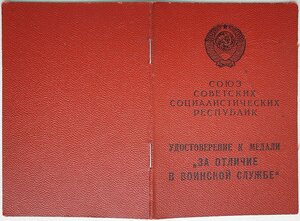 СОЮЗ
СОВЕТСКИХ
СОЦИАЛИСТИЧЕСКИХ
РЕСПУБЛИК
УДОСТОВЕРЕНИЕ К МЕДАЛИ
„ЗА ОТЛИЧИЕ
В ВОИНСКОЙ СЛУЖБЕ“